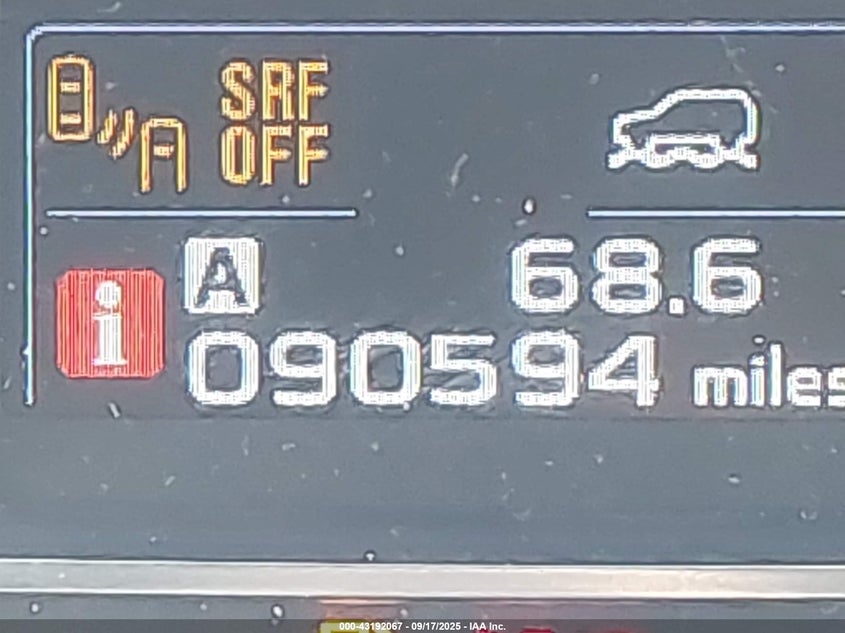 SRF
OFF
A 68.6
i 090594 miles
000-43192067 - 09/17/2025 - IAA Inc.